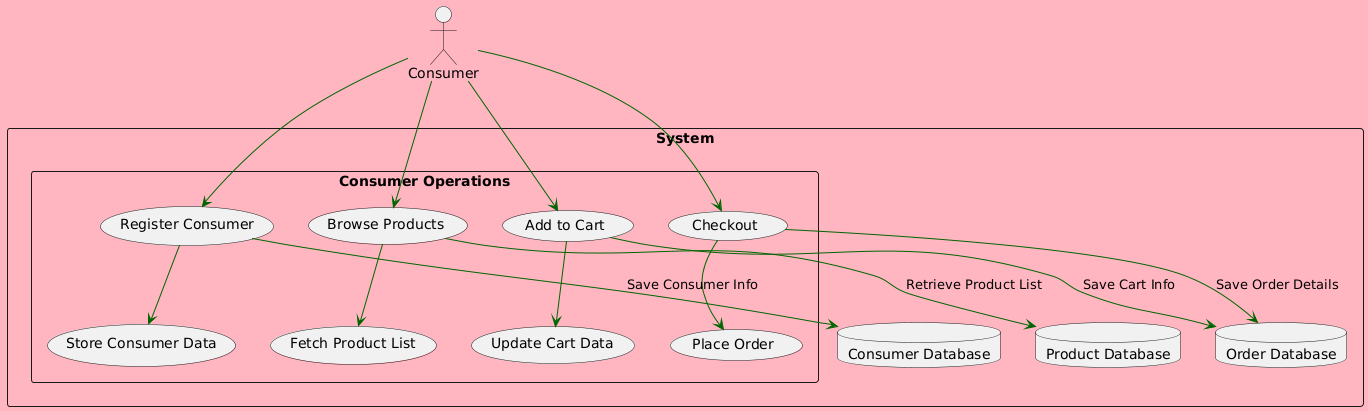 Consumer
System
Consumer Operations
Register Consumer
Browse Products
Add to Cart
Checkout
Save Consumer Info
Retrieve Product List
Save Cart Info
Save Order Details
Store Consumer Data
Fetch Product List
Update Cart Data
Place Order
Consumer Database
Product Database
Order Database